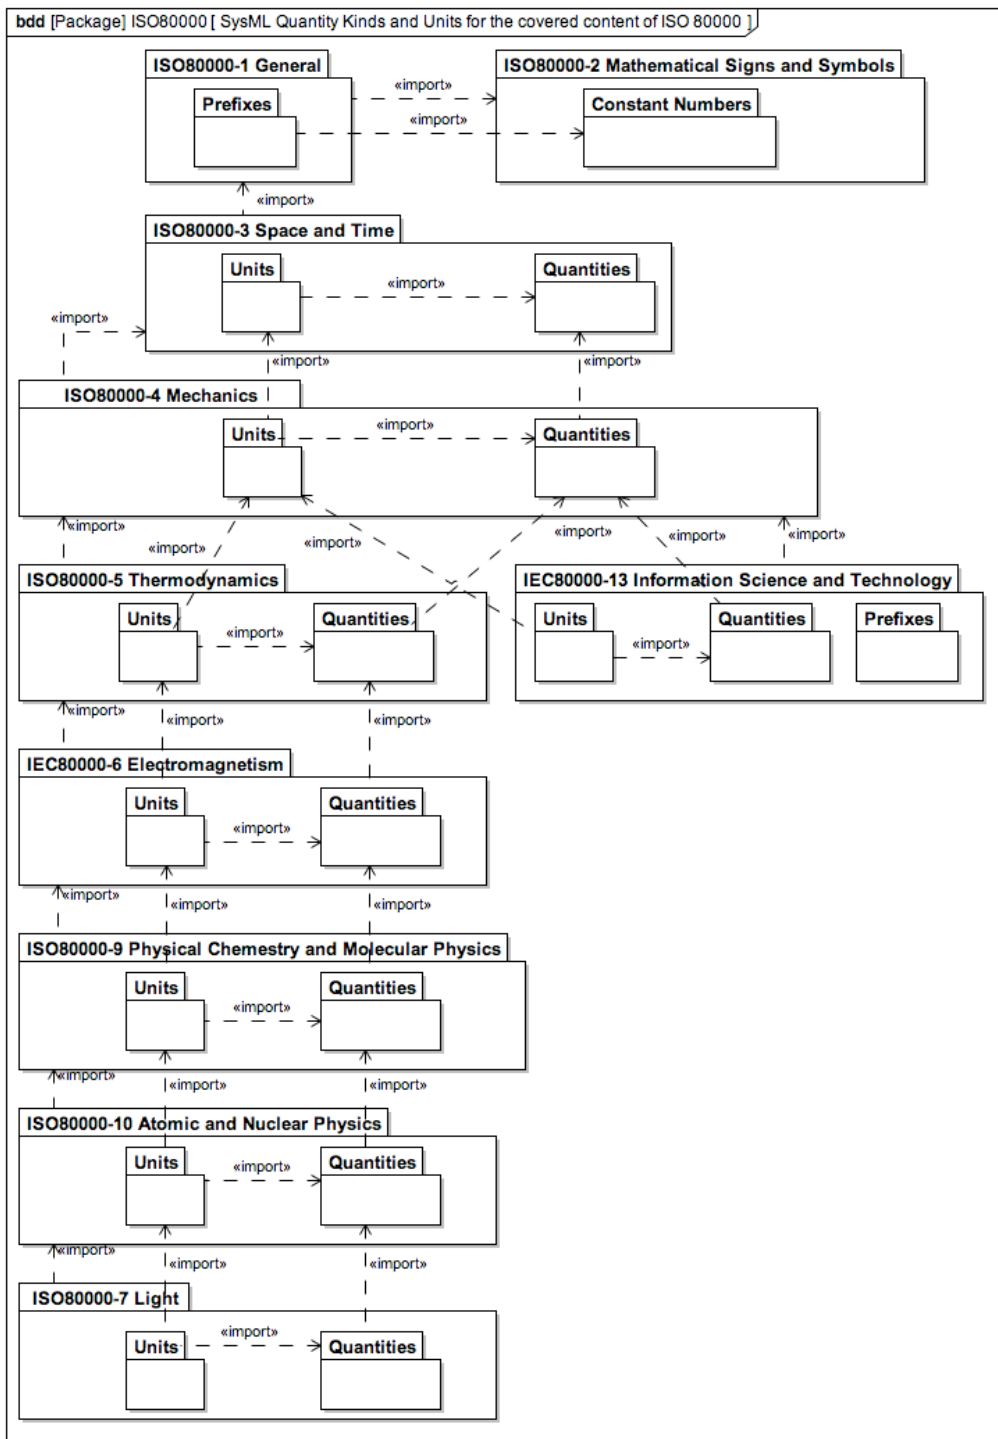 bdd [Package] ISO80000 [ SysML Quantity Kinds and Units for the covered content of ISO 80000 ]
ISO80000-1 General
ISO80000-2 Mathematical Signs and Symbols
«import»
Prefixes
Constant Numbers
«import»
«import»
ISO80000-3 Space and Time
Units
Quantities
«import»
«import»
«import»
«import»
ISO80000-4 Mechanics
Units
Quantities
«import»
«import»
«import»
«import»
«import»
«import»
«import»
ISO80000-5 Thermodynamics
IEC80000-13 Information Science and Technology
Units
Quantities
Units
Quantities
Prefixes
«import»
«import»
«import»
«import»
«import»
IEC80000-6 Electromagnetism
Units
Quantities
«import»
«import»
«import»
«import»
ISO80000-9 Physical Chemestry and Molecular Physics
Units
Quantities
«import»
«import»
«import»
«import»
ISO80000-10 Atomic and Nuclear Physics
Units
Quantities
«import»
«import»
«import»
«import»
ISO80000-7 Light
Units
Quantities
«import»